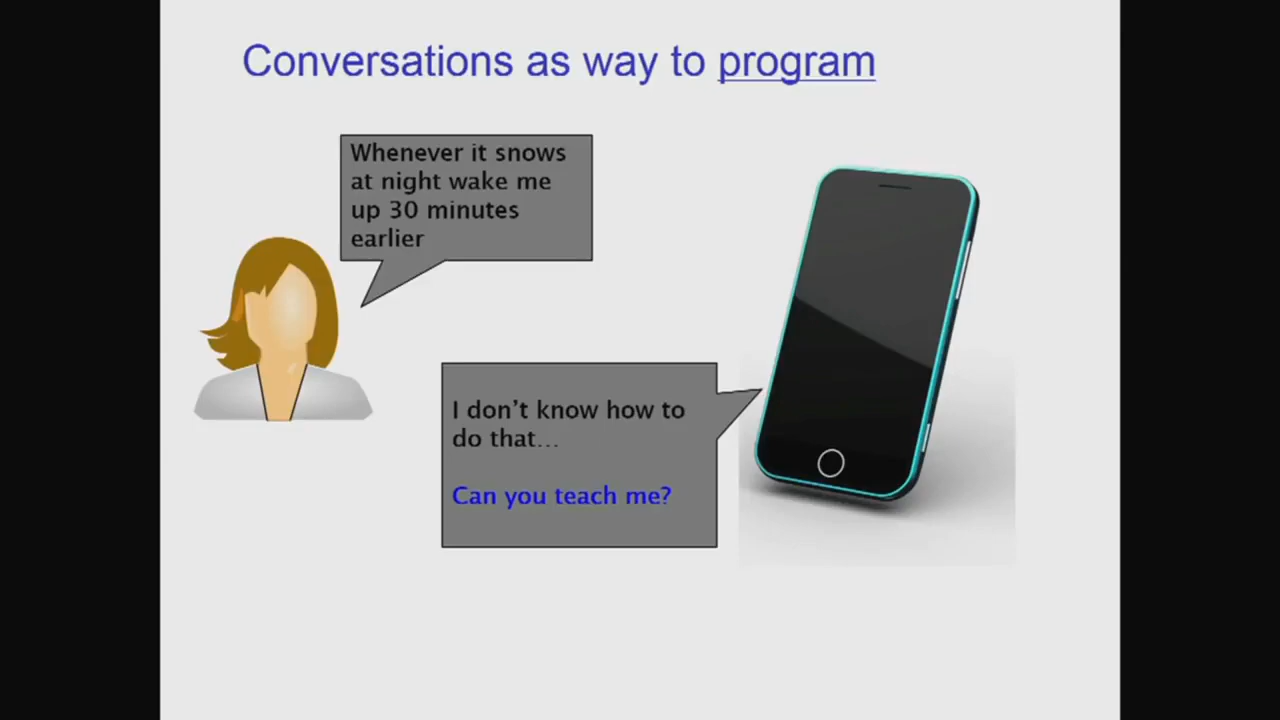 Conversations as way to program
Whenever it snows
at night wake me
up 30 minutes
earlier
I don't know how to
do that...
Can you teach me?